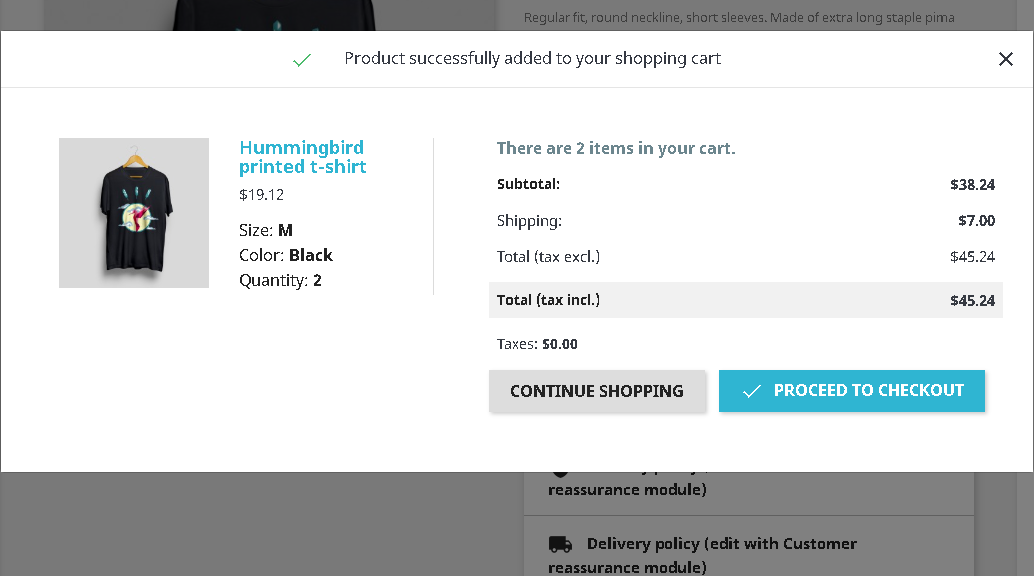 Regular fit, round neckline, short sleeves. Made of extra long staple pima
Product successfully added to your shopping cart
Hummingbird
printed t-shirt
$19.12
Size: M
Color: Black
Quantity: 2
There are 2 items in your cart.
Subtotal: $38.24
Shipping: $7.00
Total (tax excl.) $45.24
Total (tax incl.) $45.24
Taxes: $0.00
CONTINUE SHOPPING
PROCEED TO CHECKOUT
reassurance module)
Delivery policy (edit with Customer
reassurance module)